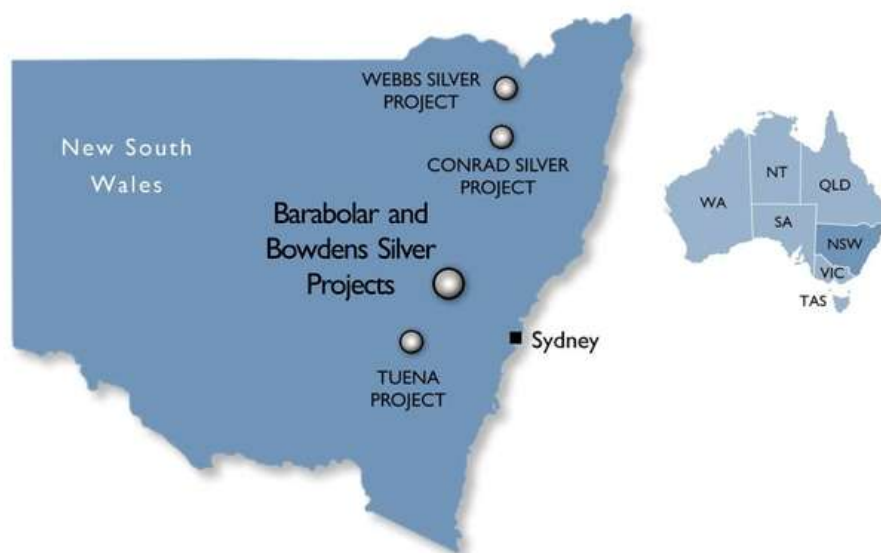 WEBBS SILVER
PROJECT
New South
Wales
CONRAD SILVER
PROJECT
Barabolar and
Bowdens Silver
Projects
Sydney
TUENA
PROJECT
NT
QLD
WA
SA
NSW
VIC
TAS